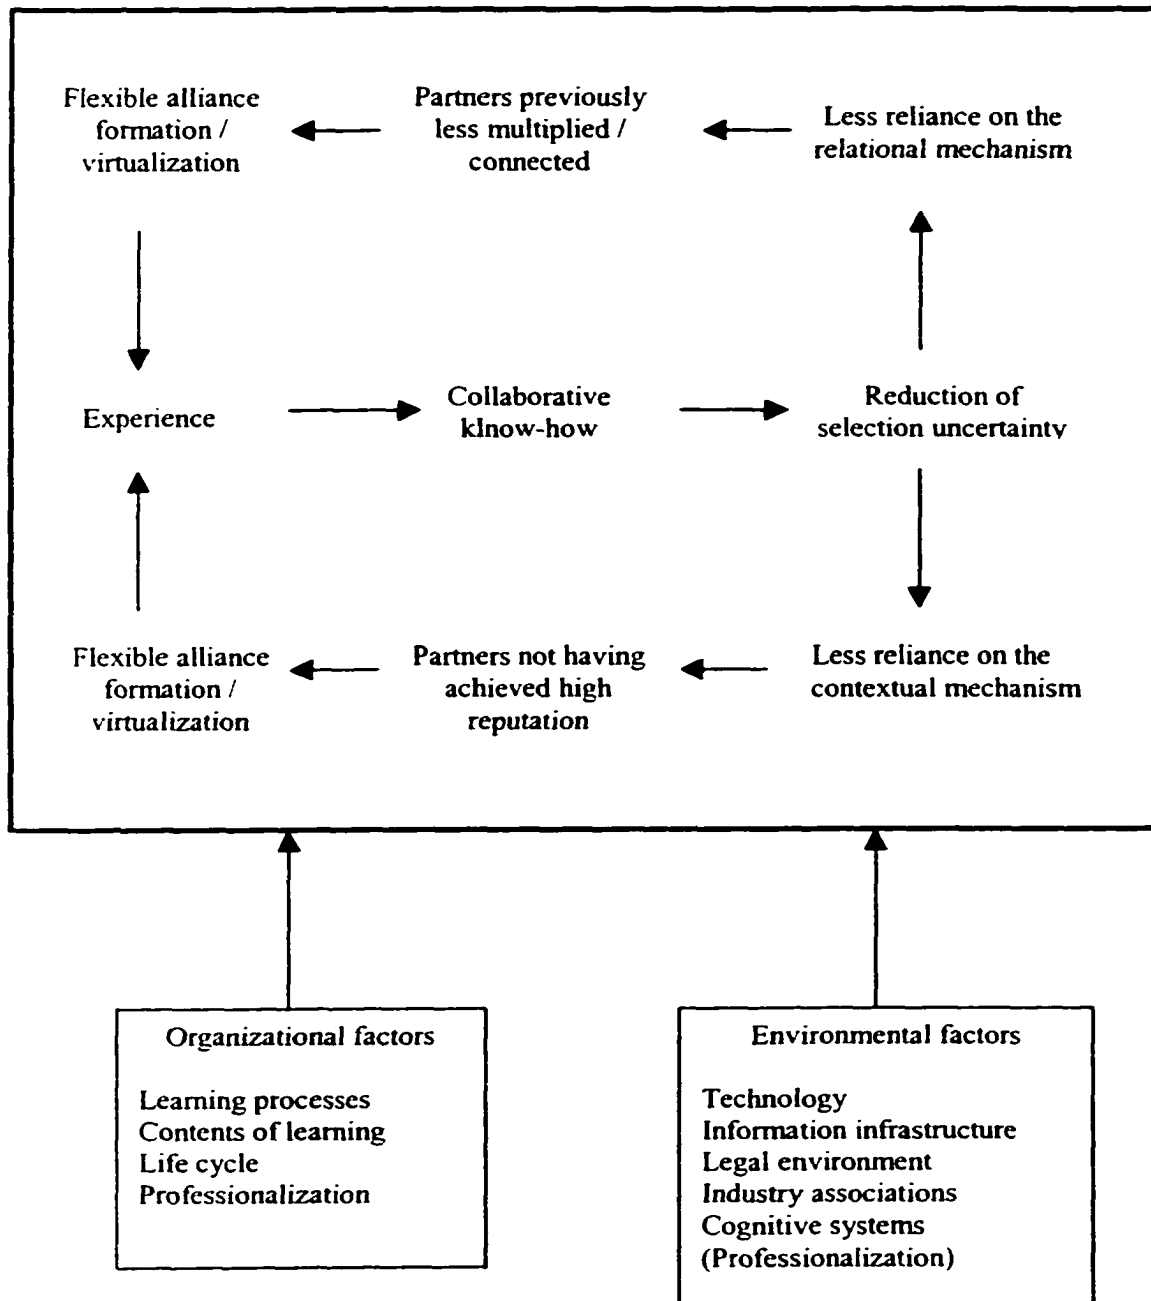 Flexible alliance
formation /
virtualization
Partners previously
less multiplied /
connected
Less reliance on the
relational mechanism
Experience
Collaborative
klnow-how
Reduction of
selection uncertainty
Flexible alliance
formation /
virtualization
Partners not having
achieved high
reputation
Less reliance on the
contextual mechanism
Organizational factors
Learning processes
Contents of learning
Life cycle
Professionalization
Environmental factors
Technology
Information infrastructure
Legal environment
Industry associations
Cognitive systems
(Professionalization)